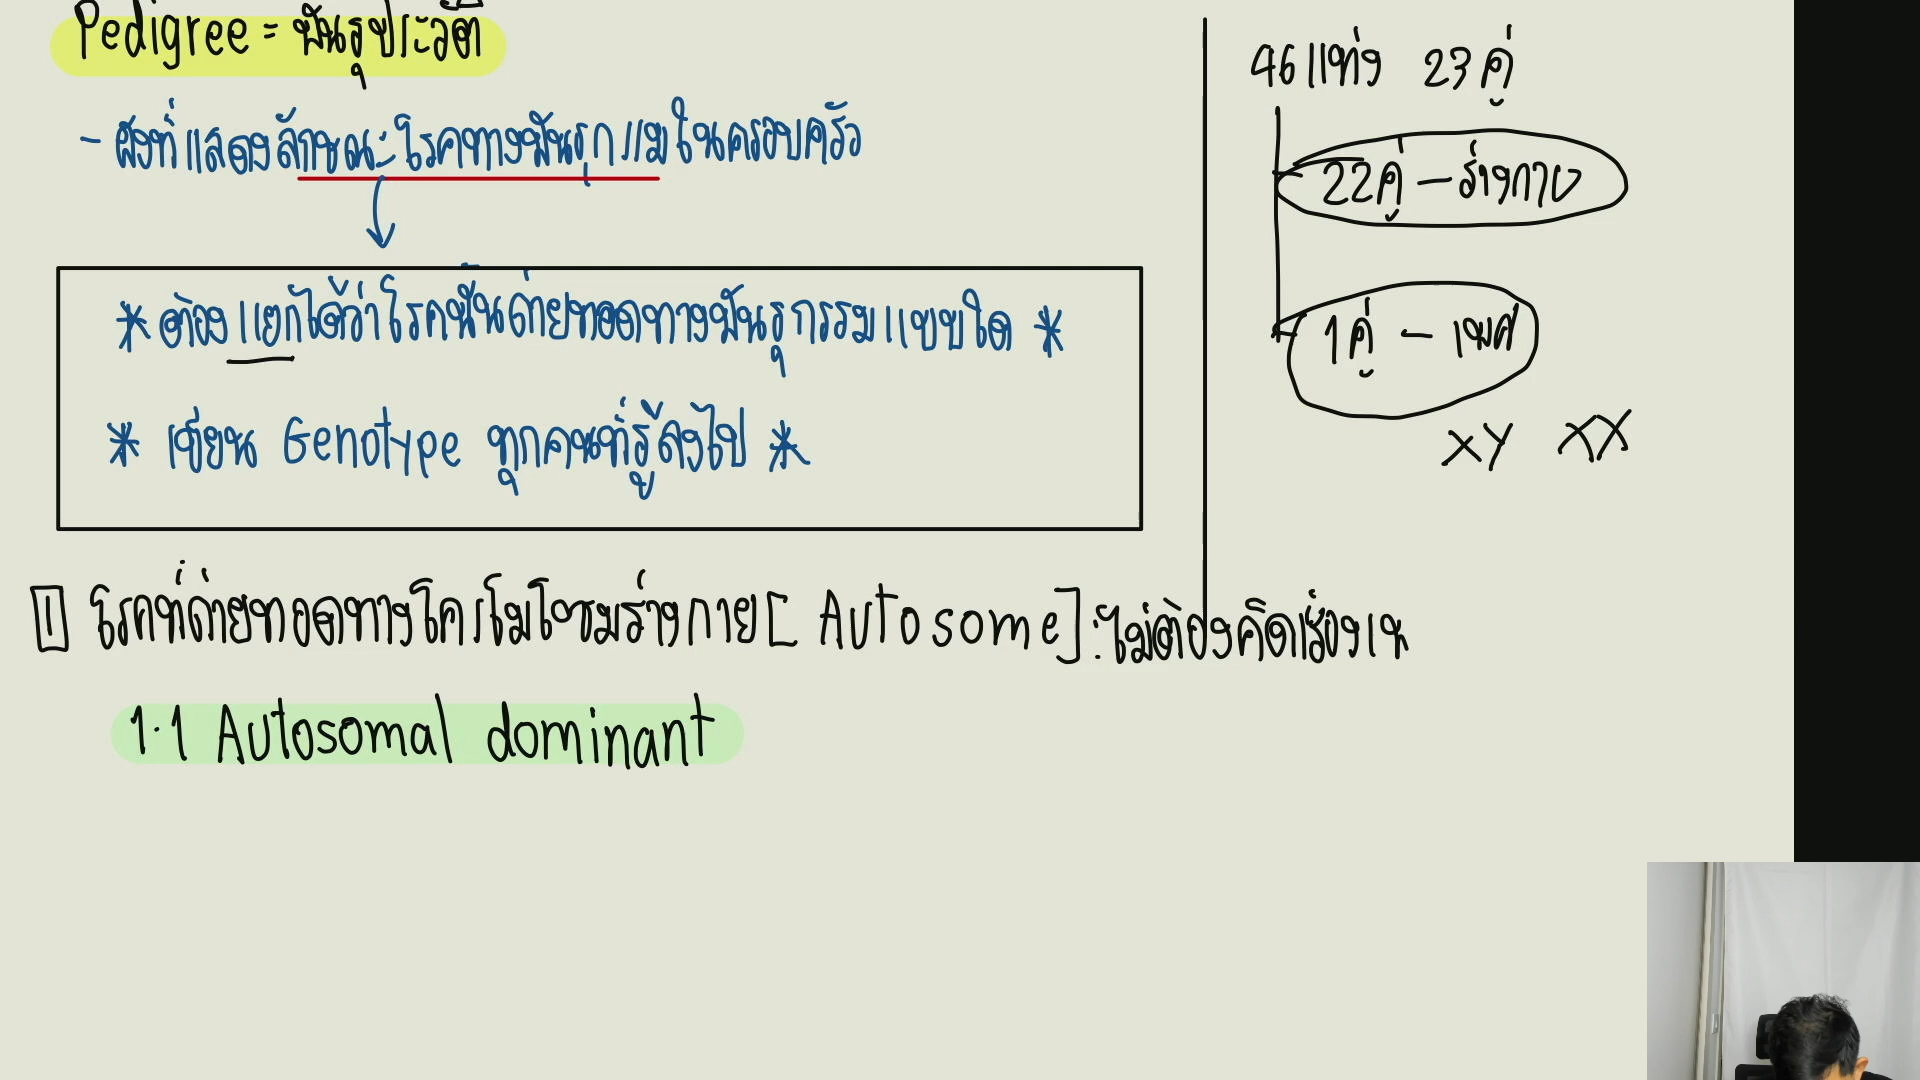 Pedigree = พันธุประวัติ
- ผังที่แสดงลักษณะโรคทางพันธุกรรมในครอบครัว
* ต้องแยกได้ว่าโรคนั้นถ่ายทอดทางพันธุกรรมแบบใด *
* เขียน Genotype ทุกคนที่รู้ลงไป *
46 แท่ง 23 คู่
22 คู่ - ร่างกาย
1 คู่ - เพศ
XY XX
1 โรคที่ถ่ายทอดทางโครโมโซมร่างกาย [ Autosome ] : ไม่ต้องคิดเรื่องเพ
1.1 Autosomal dominant